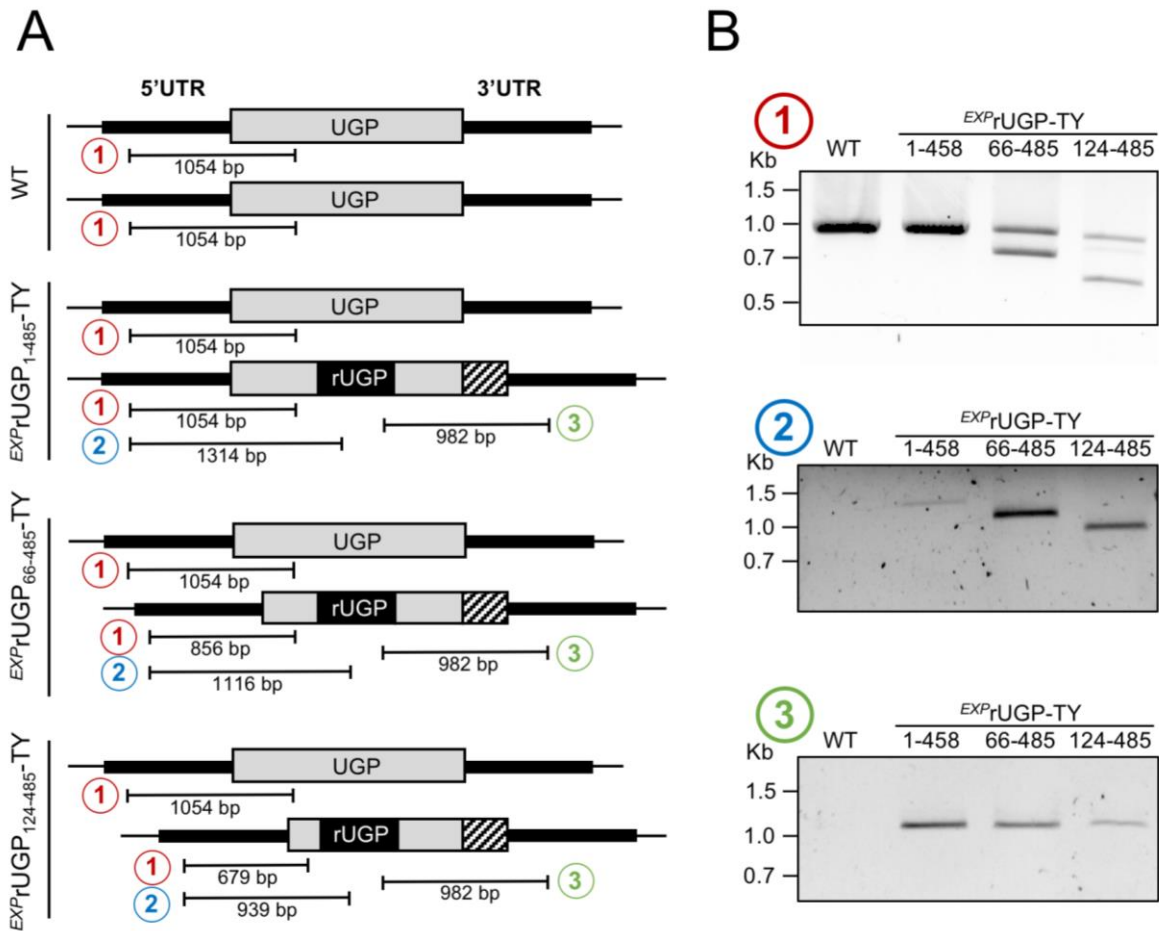 A
5'UTR 3'UTR
WT
UGP
1
1054 bp
UGP
1
1054 bp
EXPrUGP1-485-TY
UGP
1
1054 bp
rUGP
1
1054 bp
2
1314 bp
982 bp
3
EXPrUGP66-485-TY
UGP
1
1054 bp
rUGP
1
856 bp
2
1116 bp
982 bp
3
EXPrUGP124-485-TY
UGP
1
1054 bp
rUGP
1
679 bp
2
939 bp
982 bp
3
B
1
EXPrUGP-TY
Kb WT 1-458 66-485 124-485
1.5
1.0
0.7
0.5
2
EXPrUGP-TY
Kb WT 1-458 66-485 124-485
1.5
1.0
0.7
3
EXPrUGP-TY
Kb WT 1-458 66-485 124-485
1.5
1.0
0.7